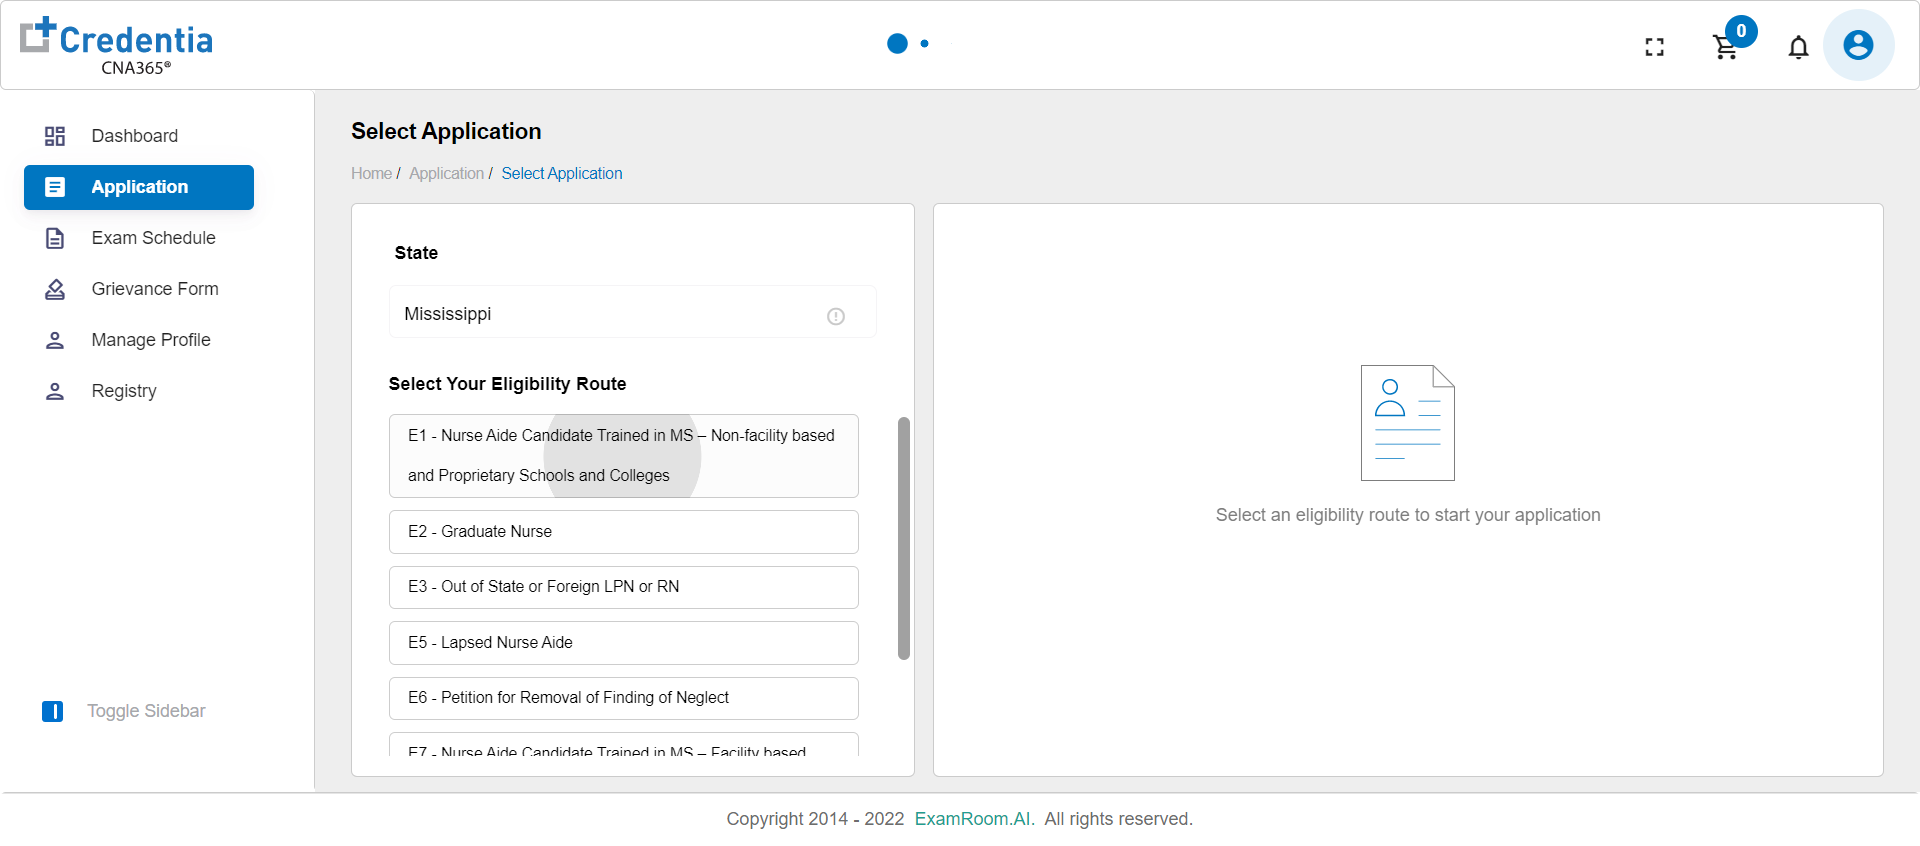 Credentia
CNA365®
0
Dashboard
Application
Exam Schedule
Grievance Form
Manage Profile
Registry
Toggle Sidebar
Select Application
Home / Application / Select Application
State
Mississippi
Select Your Eligibility Route
E1 - Nurse Aide Candidate Trained in MS – Non-facility based
and Proprietary Schools and Colleges
E2 - Graduate Nurse
E3 - Out of State or Foreign LPN or RN
E5 - Lapsed Nurse Aide
E6 - Petition for Removal of Finding of Neglect
E7 - Nurse Aide Candidate Trained in MS – Facility based
Select an eligibility route to start your application
Copyright 2014 - 2022 ExamRoom.AI. All rights reserved.